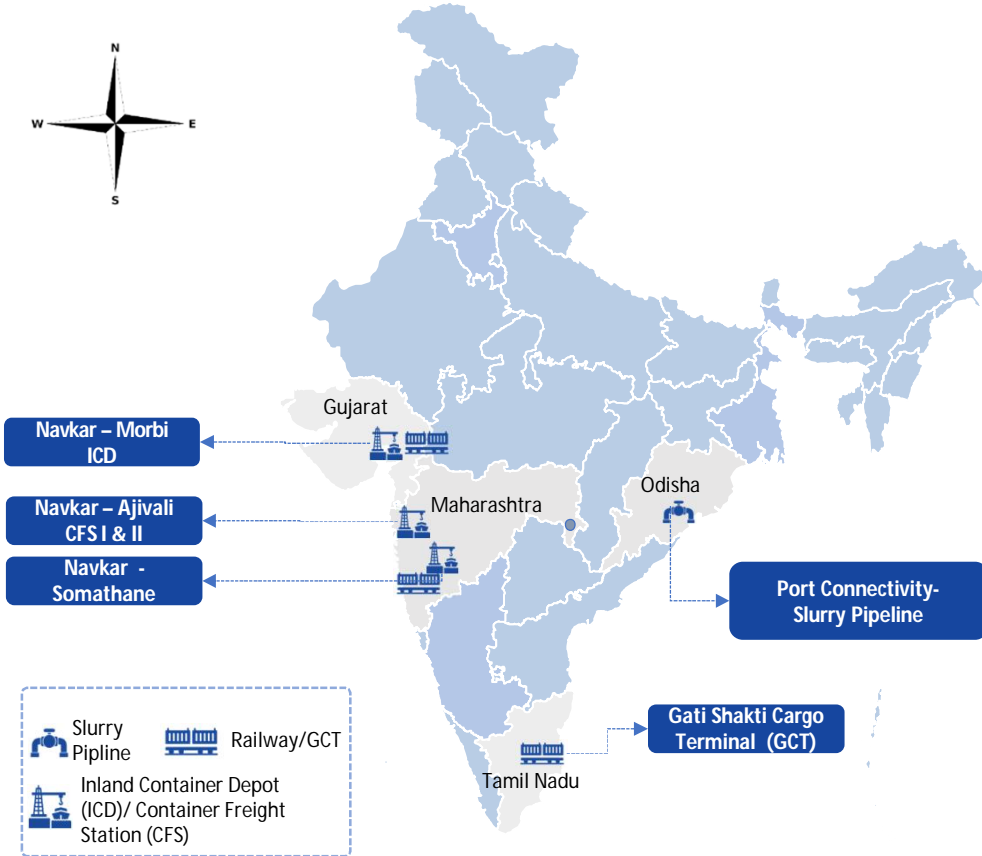 N
W
E
S
Gujarat
Navkar – Morbi
ICD
Maharashtra
Odisha
Navkar – Ajivali
CFS I & II
Navkar -
Somathane
Port Connectivity-
Slurry Pipeline
Gati Shakti Cargo
Terminal (GCT)
Tamil Nadu
Slurry
Pipline
Railway/GCT
Inland Container Depot
(ICD)/ Container Freight
Station (CFS)